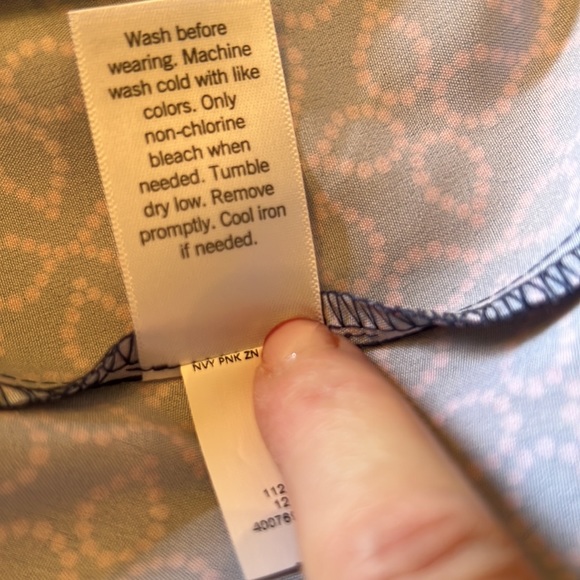 Wash before
wearing. Machine
wash cold with like
colors. Only
non-chlorine
bleach when
needed. Tumble
dry low. Remove
promptly. Cool iron
if needed.
NVY PNK ZN
112
12